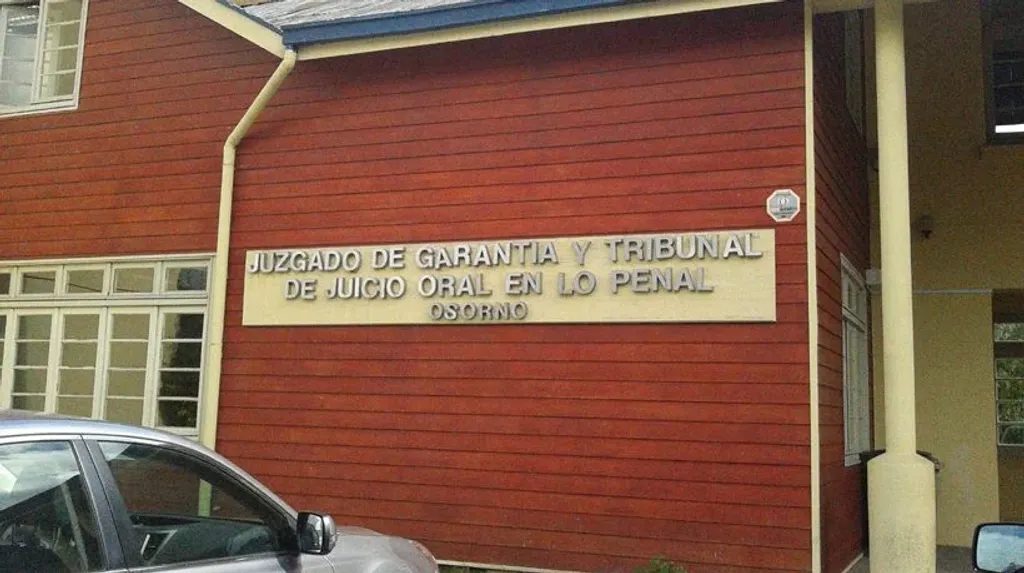 JUZGADO DE GARANTIA Y TRIBUNAL
DE JUICIO ORAL EN LO PENAL
OSORNO